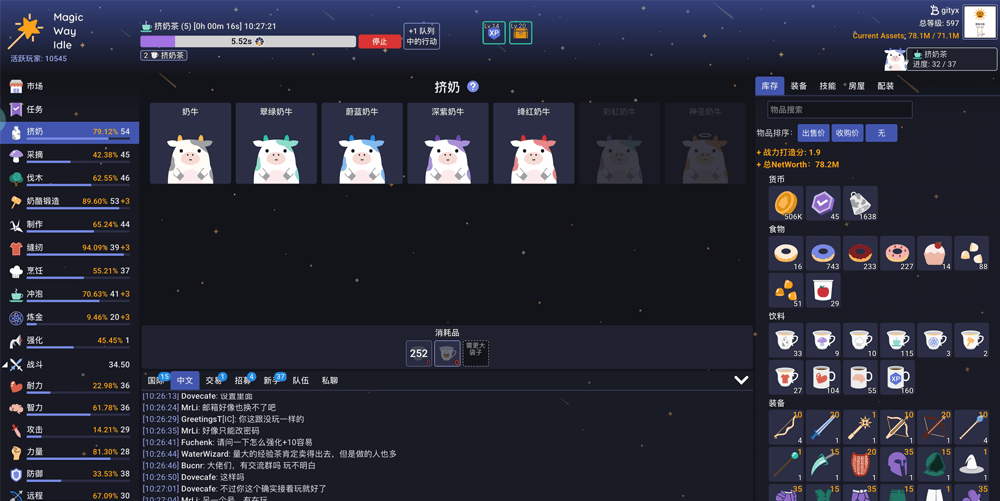 Magic
Way
Idle
活跃玩家: 10545
挤奶茶 (5) [0h 00m 16s] 10:27:21
5.52s
停止
2 挤奶茶
+1 队列
中的行动
Lv.14
XP
Lv.20
gityx
总等级: 597
Current Assets: 78.1M / 71.1M
挤奶茶
进度: 32 / 37
市场
任务
挤奶 79.12% 54
采摘 42.38% 45
伐木 62.55% 46
奶酪锻造 89.60% 53+3
制作 65.24% 44
缝纫 94.09% 39+3
烹饪 55.21% 37
冲泡 70.63% 41+3
炼金 9.46% 20+3
强化 45.45% 1
战斗 34.50
耐力 22.98% 36
智力 61.78% 36
攻击 14.21% 29
力量 81.30% 28
防御 33.53% 38
远程 67.09% 30
挤奶 ?
奶牛
翠绿奶牛
蔚蓝奶牛
深紫奶牛
绛红奶牛
彩虹奶牛
神圣奶牛
消耗品
252
0
需更大
袋子
国际 15
中文
交易 1
招募 4
新手 37
队伍
私聊
[10:26:13] Dovecafe: 设置里面
[10:26:24] MrLi: 邮箱好像也换不了吧
[10:26:29] GreetingsT[IC]: 你这跟没玩一样的
[10:26:35] MrLi: 好像只能改密码
[10:26:41] Fuchenk: 请问一下怎么强化+10容易
[10:26:44] WaterWizard: 量大的经验茶肯定卖得出去，但是做的人也多
[10:26:46] Bucnr: 大佬们，有交流群吗 玩不明白
[10:26:50] Dovecafe: 这样吗
[10:27:01] Dovecafe: 不过你这个确实接着玩就好了
[10:27:04] MrLi: 另一个号，有在玩
库存
装备
技能
房屋
配装
物品搜索
物品排序:
出售价
收购价
无
+ 战力打造分: 1.9
+ 总NetWorth: 78.2M
货币
506K
45
1638
食物
16
743
233
227
14
88
51
29
饮料
33
9
10
115
3
2
27
104
55
XP
160
装备
10
20
1
10
20
10
4
1
1
1
1
1
15
20
35
1
1
1
1
1
1
35